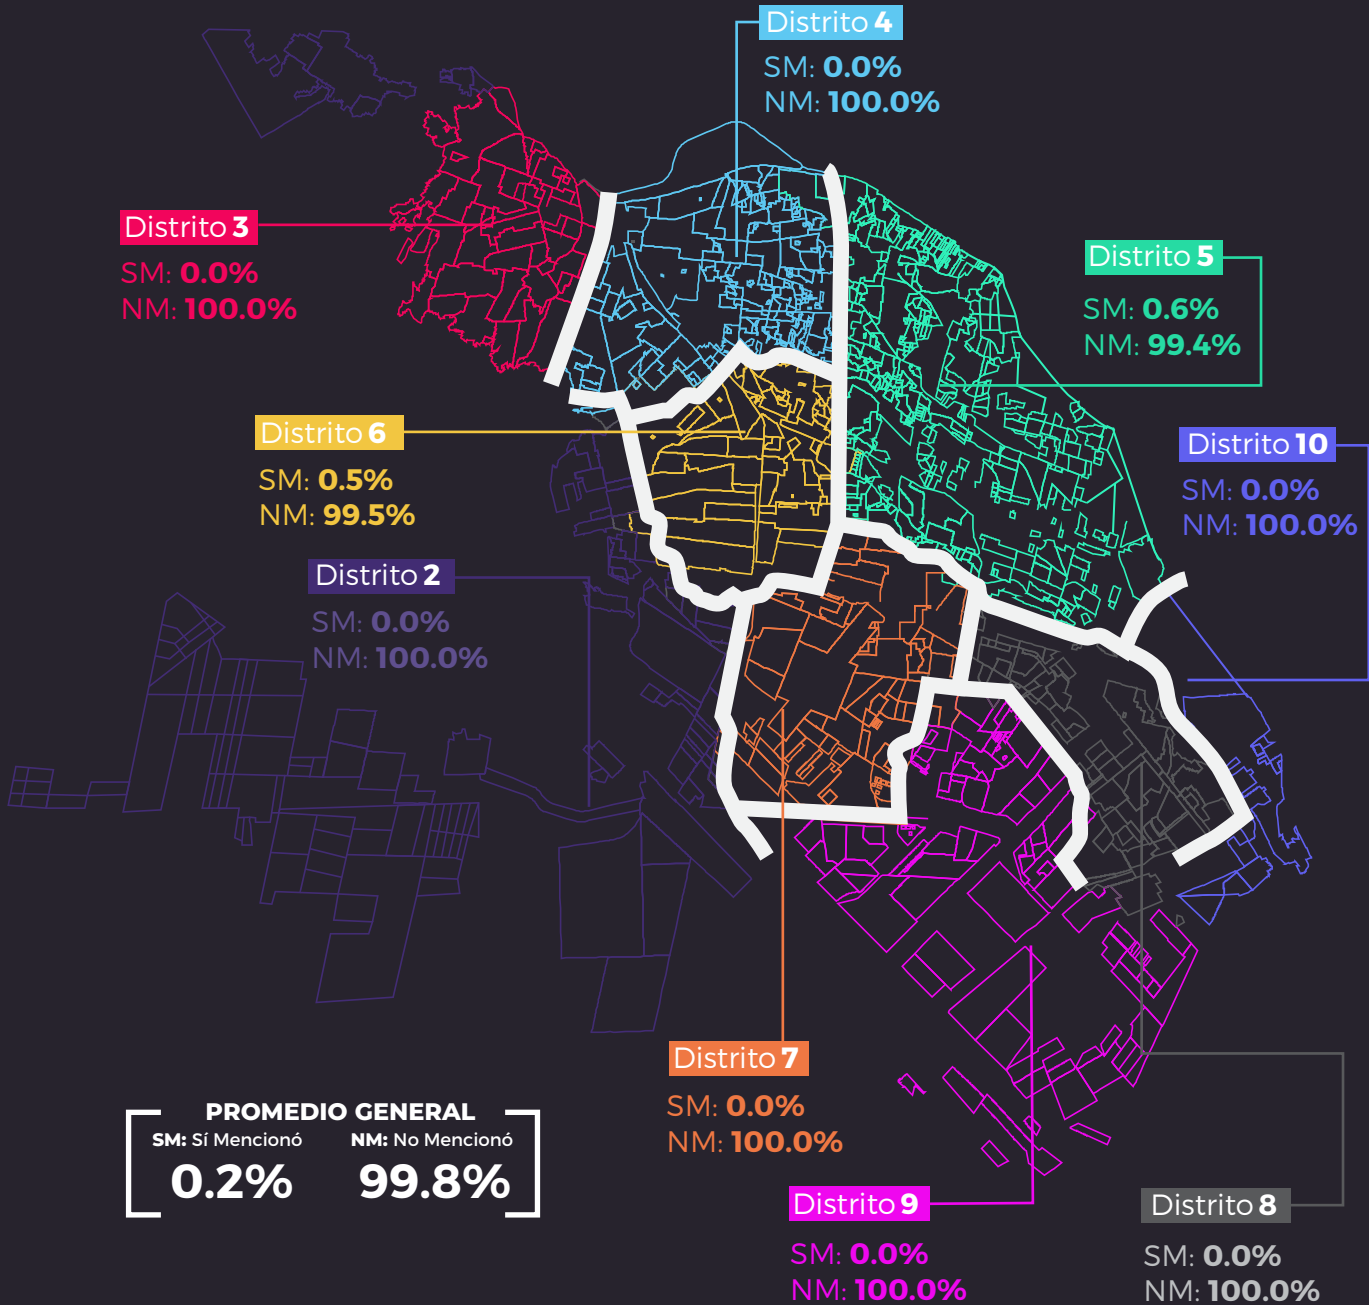 Distrito 4
SM: 0.0%
NM: 100.0%
Distrito 3
SM: 0.0%
NM: 100.0%
Distrito 5
SM: 0.6%
NM: 99.4%
Distrito 6
SM: 0.5%
NM: 99.5%
Distrito 10
SM: 0.0%
NM: 100.0%
Distrito 2
SM: 0.0%
NM: 100.0%
Distrito 7
SM: 0.0%
NM: 100.0%
PROMEDIO GENERAL
SM: Sí Mencionó NM: No Mencionó
0.2% 99.8%
Distrito 9
SM: 0.0%
NM: 100.0%
Distrito 8
SM: 0.0%
NM: 100.0%